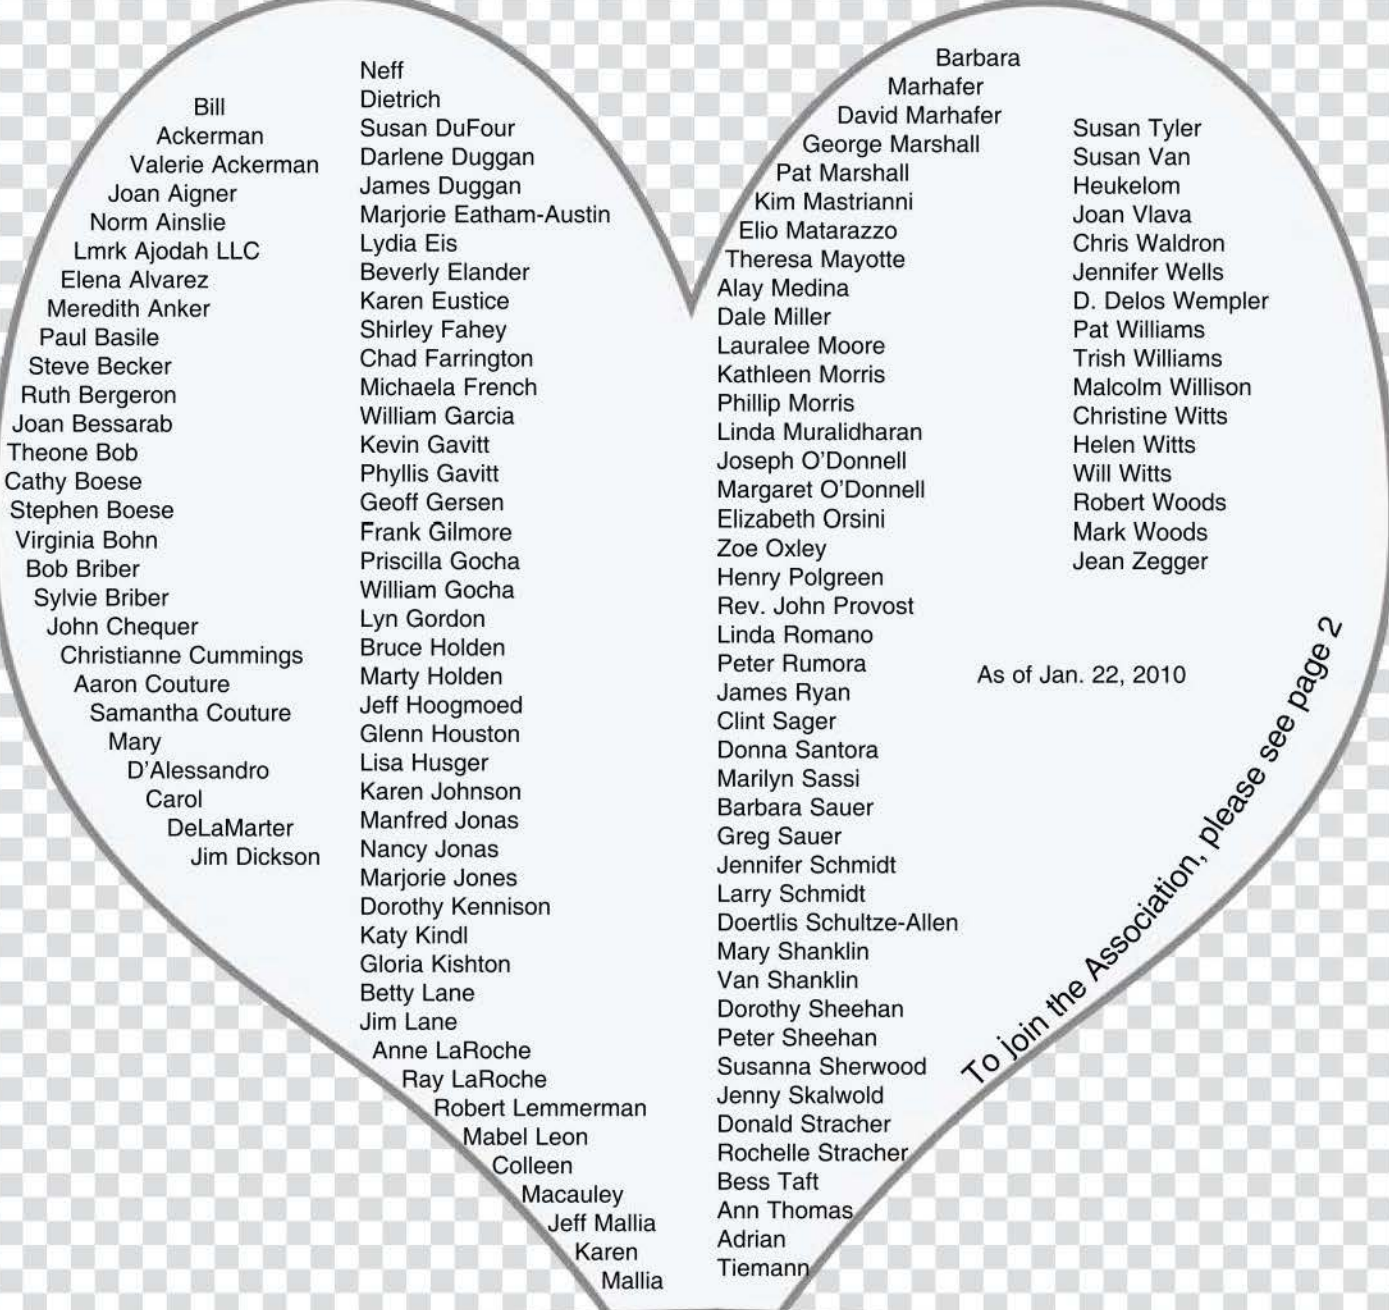 Bill
Ackerman
Valerie Ackerman
Joan Aigner
Norm Ainslie
Lmrk Ajodah LLC
Elena Alvarez
Meredith Anker
Paul Basile
Steve Becker
Ruth Bergeron
Joan Bessarab
Theone Bob
Cathy Boese
Stephen Boese
Virginia Bohn
Bob Briber
Sylvie Briber
John Chequer
Christianne Cummings
Aaron Couture
Samantha Couture
Mary
D'Alessandro
Carol
DeLaMarter
Jim Dickson
Neff
Dietrich
Susan DuFour
Darlene Duggan
James Duggan
Marjorie Eatham-Austin
Lydia Eis
Beverly Elander
Karen Eustice
Shirley Fahey
Chad Farrington
Michaela French
William Garcia
Kevin Gavitt
Phyllis Gavitt
Geoff Gersen
Frank Gilmore
Priscilla Gocha
William Gocha
Lyn Gordon
Bruce Holden
Marty Holden
Jeff Hoogmoed
Glenn Houston
Lisa Husger
Karen Johnson
Manfred Jonas
Nancy Jonas
Marjorie Jones
Dorothy Kennison
Katy Kindl
Gloria Kishton
Betty Lane
Jim Lane
Anne LaRoche
Ray LaRoche
Robert Lemmerman
Mabel Leon
Colleen
Macauley
Jeff Mallia
Karen
Mallia
Barbara
Marhafer
David Marhafer
George Marshall
Pat Marshall
Kim Mastrianni
Elio Matarazzo
Theresa Mayotte
Alay Medina
Dale Miller
Lauralee Moore
Kathleen Morris
Phillip Morris
Linda Muralidharan
Joseph O'Donnell
Margaret O'Donnell
Elizabeth Orsini
Zoe Oxley
Henry Polgreen
Rev. John Provost
Linda Romano
Peter Rumora
James Ryan
Clint Sager
Donna Santora
Marilyn Sassi
Barbara Sauer
Greg Sauer
Jennifer Schmidt
Larry Schmidt
Doertlis Schultze-Allen
Mary Shanklin
Van Shanklin
Dorothy Sheehan
Peter Sheehan
Susanna Sherwood
Jenny Skalwold
Donald Stracher
Rochelle Stracher
Bess Taft
Ann Thomas
Adrian
Tiemann
Susan Tyler
Susan Van
Heukelom
Joan Vlava
Chris Waldron
Jennifer Wells
D. Delos Wempler
Pat Williams
Trish Williams
Malcolm Willison
Christine Witts
Helen Witts
Will Witts
Robert Woods
Mark Woods
Jean Zegger
As of Jan. 22, 2010
To join the Association, please see page 2